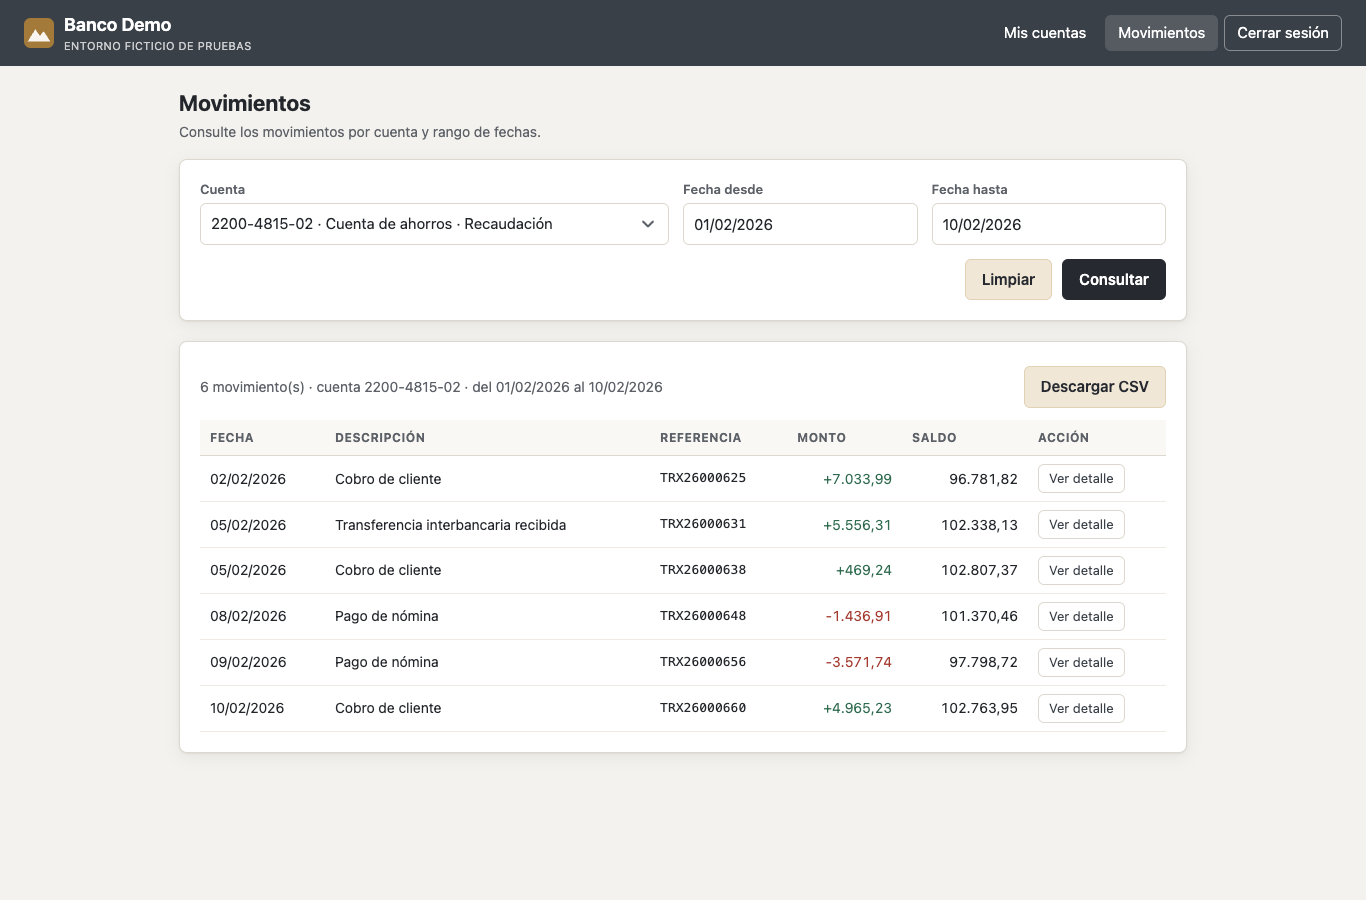 Banco Demo
ENTORNO FICTICIO DE PRUEBAS
Mis cuentas
Movimientos
Cerrar sesión
Movimientos
Consulte los movimientos por cuenta y rango de fechas.
Cuenta
Fecha desde
Fecha hasta
2200-4815-02 · Cuenta de ahorros · Recaudación
01/02/2026
10/02/2026
Limpiar
Consultar
6 movimiento(s) · cuenta 2200-4815-02 · del 01/02/2026 al 10/02/2026
Descargar CSV
FECHA DESCRIPCIÓN REFERENCIA MONTO SALDO ACCIÓN
02/02/2026 Cobro de cliente TRX26000625 +7.033,99 96.781,82 Ver detalle
05/02/2026 Transferencia interbancaria recibida TRX26000631 +5.556,31 102.338,13 Ver detalle
05/02/2026 Cobro de cliente TRX26000638 +469,24 102.807,37 Ver detalle
08/02/2026 Pago de nómina TRX26000648 -1.436,91 101.370,46 Ver detalle
09/02/2026 Pago de nómina TRX26000656 -3.571,74 97.798,72 Ver detalle
10/02/2026 Cobro de cliente TRX26000660 +4.965,23 102.763,95 Ver detalle